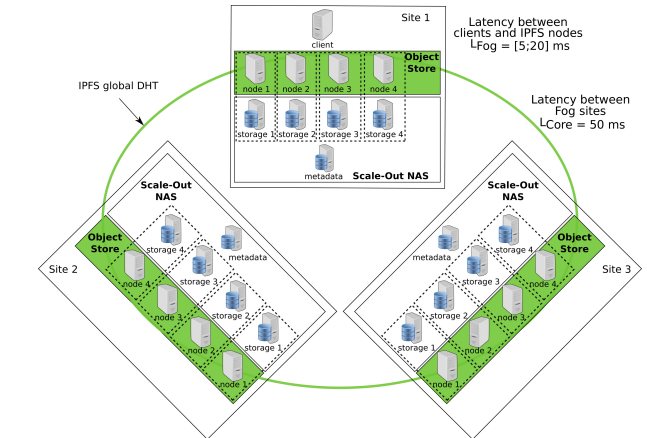 Site 1
client
Object
Store
node 1 node 2 node 3 node 4
storage 1 storage 2 storage 3 storage 4
metadata
Scale-Out NAS
Latency between
clients and IPFS nodes
LFog = [5;20] ms
Latency between
Fog sites
LCore = 50 ms
IPFS global DHT
Site 2
Scale-Out
NAS
Object
Store
storage 4
metadata
node 4
storage 3
node 3
storage 2
node 2
storage 1
node 1
Site 3
Scale-Out
NAS
Object
Store
storage 4
metadata
node 4
storage 3
node 3
storage 2
node 2
storage 1
node 1